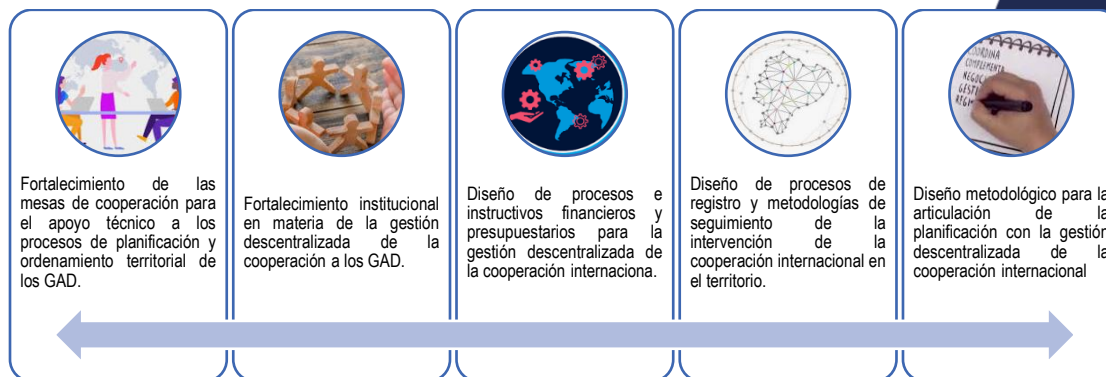 COORDINA
COMPLEMENTA
Fortalecimiento de las
mesas de cooperación para
el apoyo técnico a los
procesos de planificación y
ordenamiento territorial de
los GAD.
Fortalecimiento institucional
en materia de la gestión
descentralizada de la
cooperación a los GAD.
Diseño de procesos e
instructivos financieros y
presupuestarios para la
gestión descentralizada de
la cooperación internaciona.
Diseño de procesos de
registro y metodologías de
seguimiento de la
intervención de la
cooperación internacional en
el territorio.
Diseño metodológico para la
articulación de la
planificación con la gestión
descentralizada de la
cooperación internacional